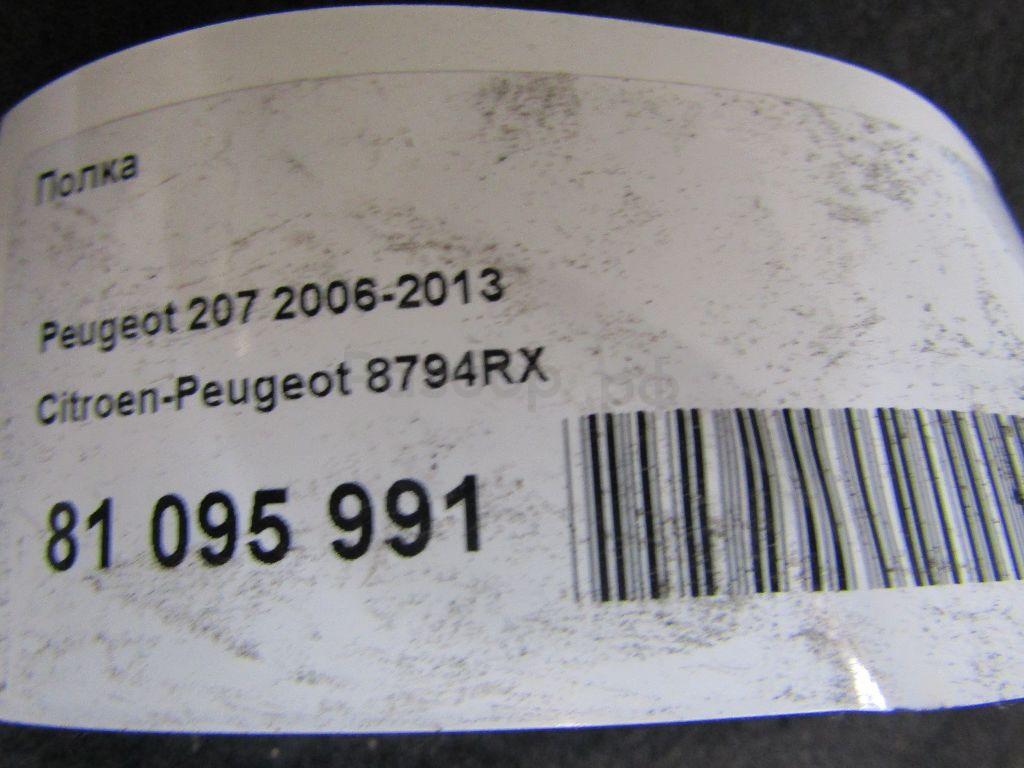 Полка
Peugeot 207 2006-2013
Citroen-Peugeot 8794RX
81 095 991